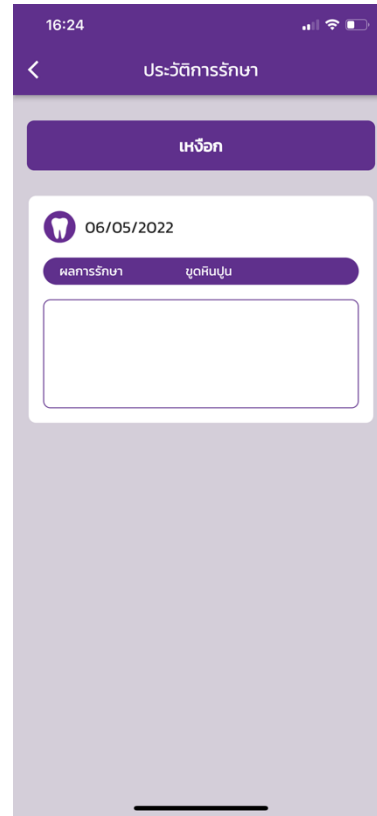 16:24
ประวัติการรักษา
เหงือก
06/05/2022
ผลการรักษา ขูดหินปูน